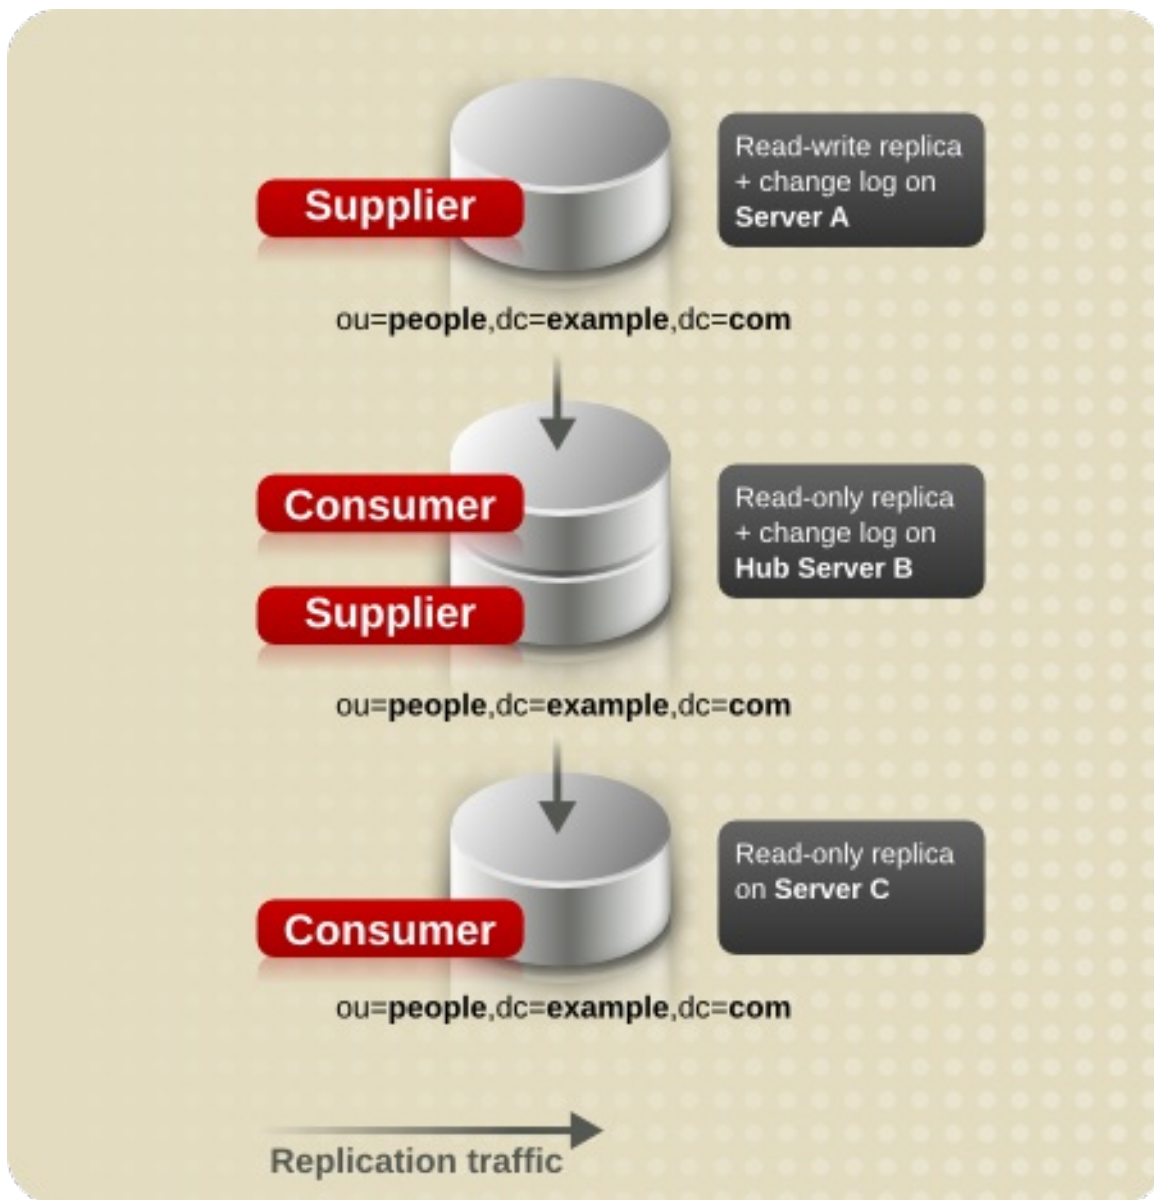 Supplier
Read-write replica
+ change log on
Server A
ou=people,dc=example,dc=com
Consumer
Supplier
Read-only replica
+ change log on
Hub Server B
ou=people,dc=example,dc=com
Consumer
Read-only replica
on Server C
ou=people,dc=example,dc=com
Replication traffic